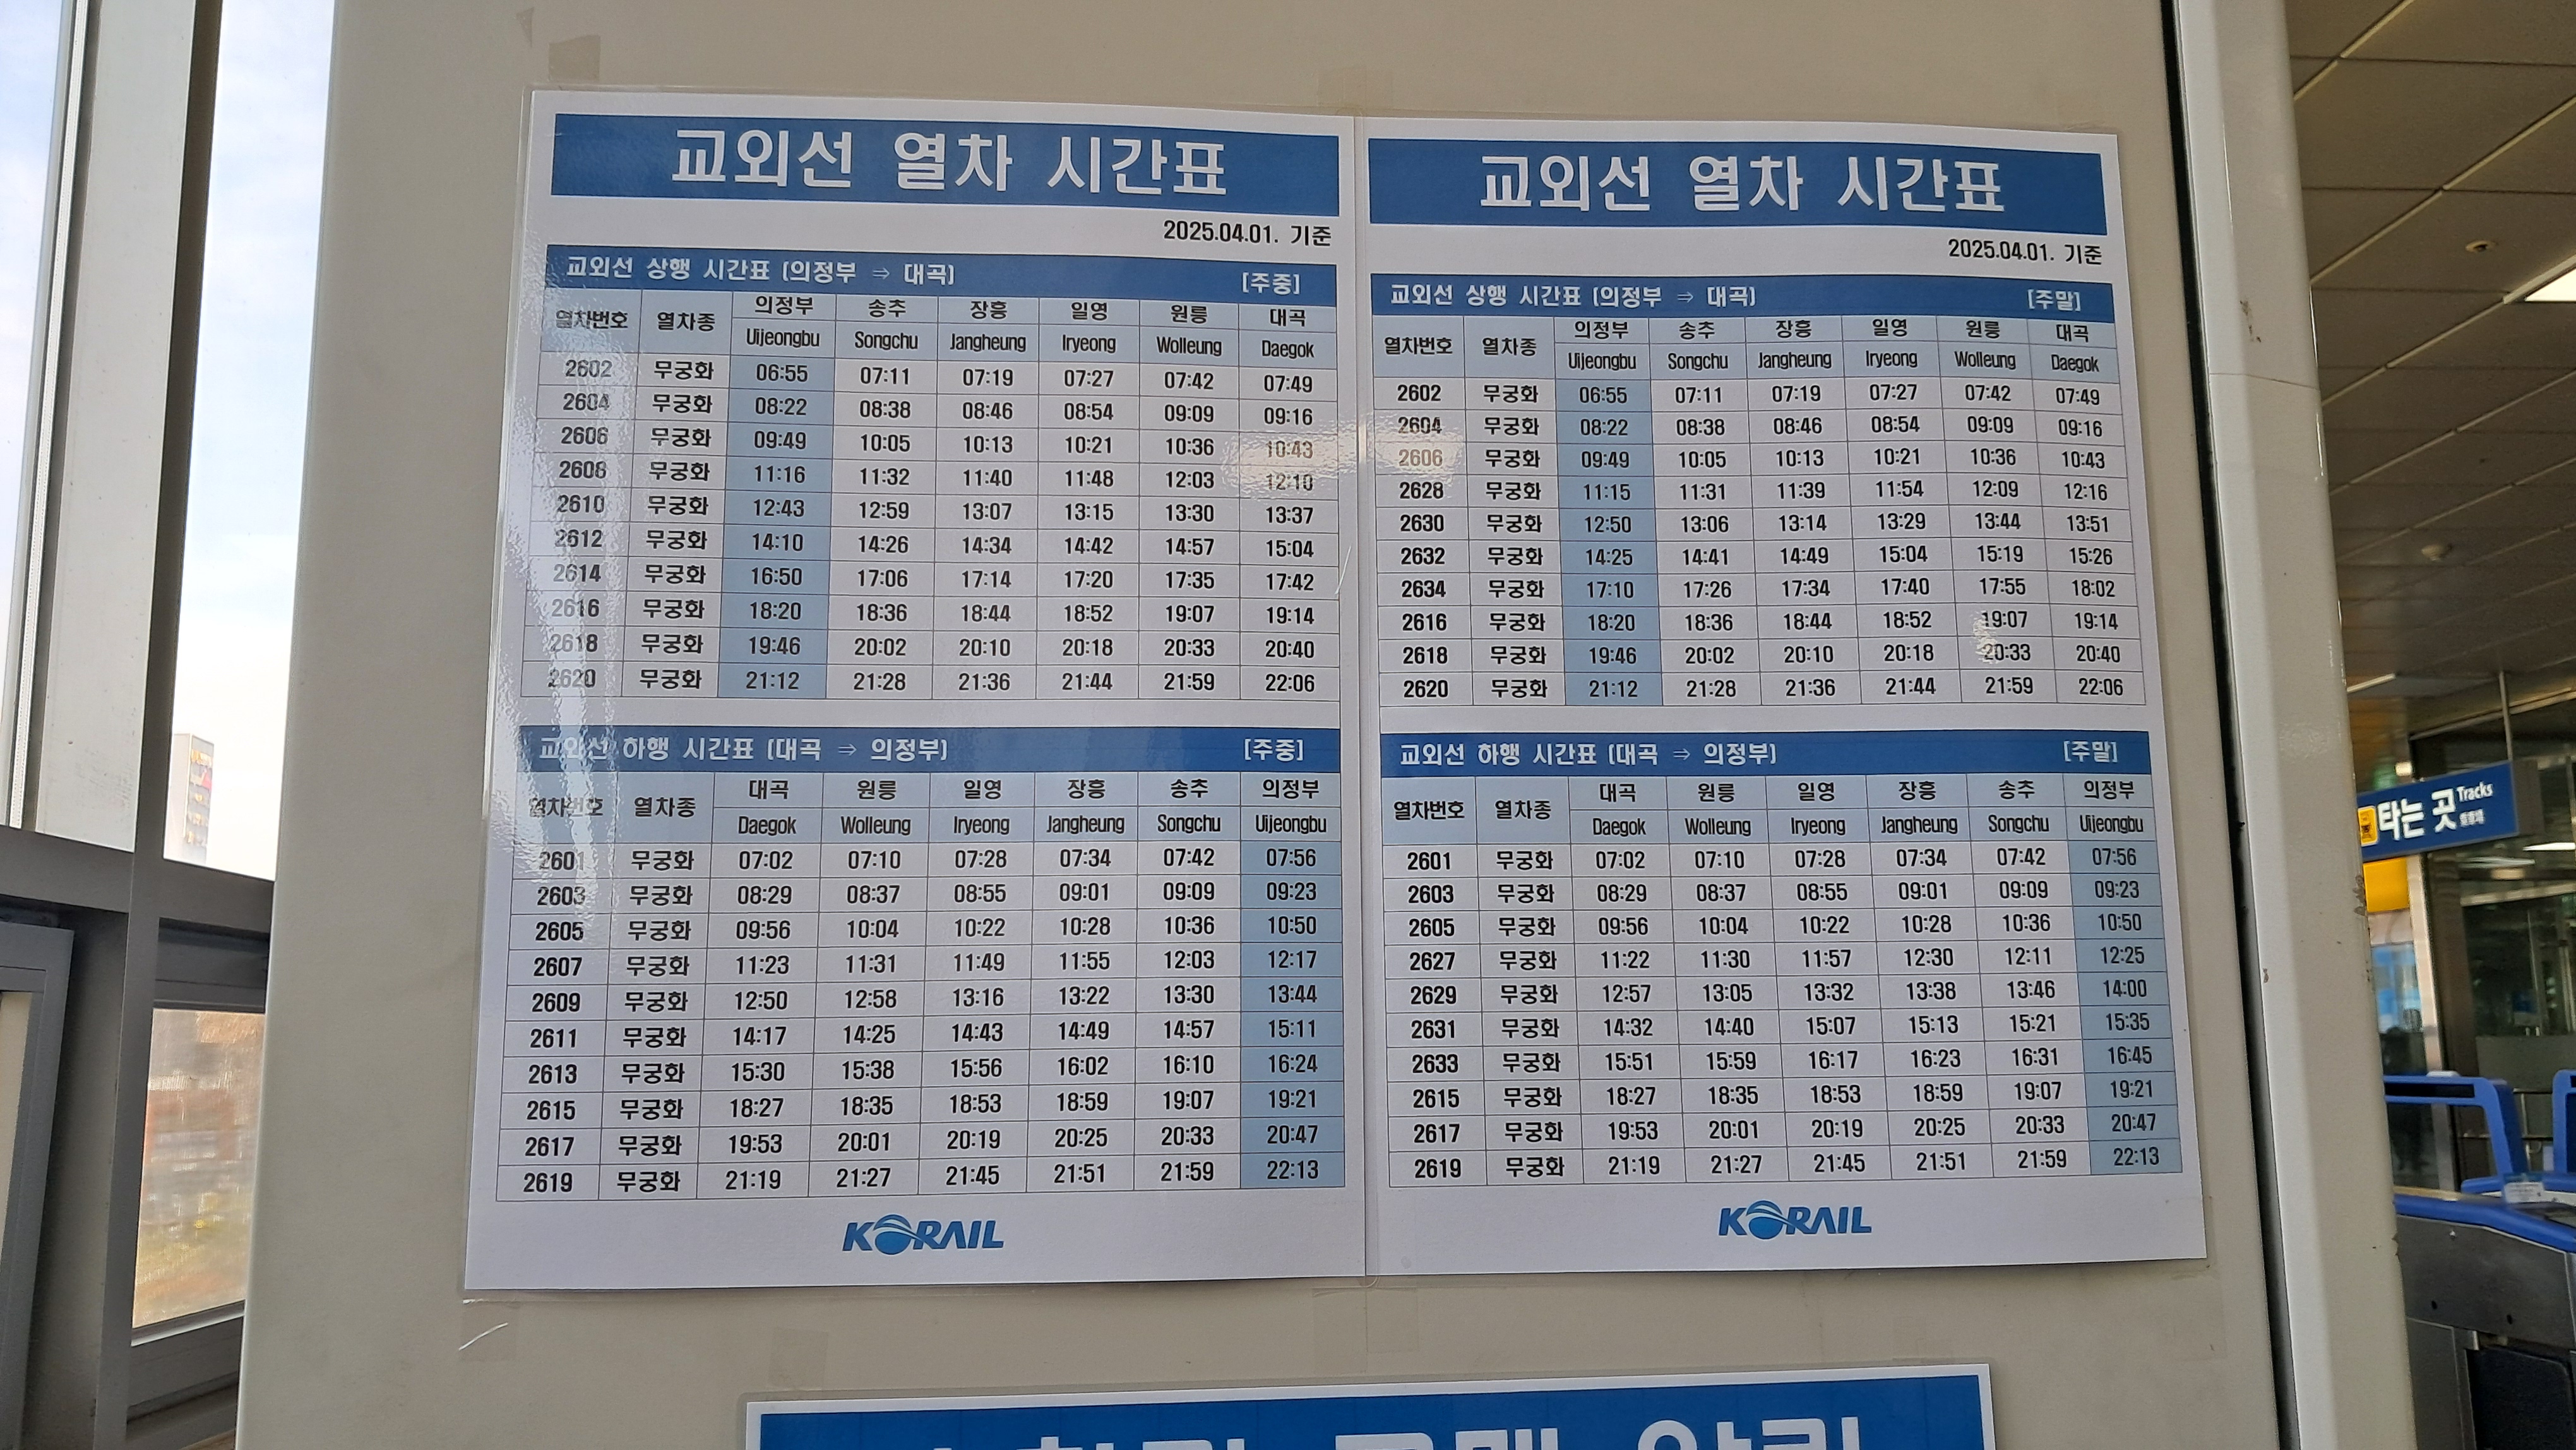 교외선 열차 시간표
2025.04.01. 기준
교외선 상행 시간표 (의정부 ⇒ 대곡) [주중]
열차번호 열차종 의정부 송추 장흥 일영 원릉 대곡
Uijeongbu Songchu Jangheung Iryeong Wolleung Daegok
2602 무궁화 06:55 07:11 07:19 07:27 07:42 07:49
2604 무궁화 08:22 08:38 08:46 08:54 09:09 09:16
2606 무궁화 09:49 10:05 10:13 10:21 10:36 10:43
2608 무궁화 11:16 11:32 11:40 11:48 12:03 12:10
2610 무궁화 12:43 12:59 13:07 13:15 13:30 13:37
2612 무궁화 14:10 14:26 14:34 14:42 14:57 15:04
2614 무궁화 16:50 17:06 17:14 17:20 17:35 17:42
2616 무궁화 18:20 18:36 18:44 18:52 19:07 19:14
2618 무궁화 19:46 20:02 20:10 20:18 20:33 20:40
2620 무궁화 21:12 21:28 21:36 21:44 21:59 22:06
교외선 하행 시간표 (대곡 ⇒ 의정부) [주중]
열차번호 열차종 대곡 원릉 일영 장흥 송추 의정부
Daegok Wolleung Iryeong Jangheung Songchu Uijeongbu
2601 무궁화 07:02 07:10 07:28 07:34 07:42 07:56
2603 무궁화 08:29 08:37 08:55 09:01 09:09 09:23
2605 무궁화 09:56 10:04 10:22 10:28 10:36 10:50
2607 무궁화 11:23 11:31 11:49 11:55 12:03 12:17
2609 무궁화 12:50 12:58 13:16 13:22 13:30 13:44
2611 무궁화 14:17 14:25 14:43 14:49 14:57 15:11
2613 무궁화 15:30 15:38 15:56 16:02 16:10 16:24
2615 무궁화 18:27 18:35 18:53 18:59 19:07 19:21
2617 무궁화 19:53 20:01 20:19 20:25 20:33 20:47
2619 무궁화 21:19 21:27 21:45 21:51 21:59 22:13
KORAIL
교외선 열차 시간표
2025.04.01. 기준
교외선 상행 시간표 (의정부 ⇒ 대곡) [주말]
열차번호 열차종 의정부 송추 장흥 일영 원릉 대곡
Uijeongbu Songchu Jangheung Iryeong Wolleung Daegok
2602 무궁화 06:55 07:11 07:19 07:27 07:42 07:49
2604 무궁화 08:22 08:38 08:46 08:54 09:09 09:16
2606 무궁화 09:49 10:05 10:13 10:21 10:36 10:43
2628 무궁화 11:15 11:31 11:39 11:54 12:09 12:16
2630 무궁화 12:50 13:06 13:14 13:29 13:44 13:51
2632 무궁화 14:25 14:41 14:49 15:04 15:19 15:26
2634 무궁화 17:10 17:26 17:34 17:40 17:55 18:02
2616 무궁화 18:20 18:36 18:44 18:52 19:07 19:14
2618 무궁화 19:46 20:02 20:10 20:18 20:33 20:40
2620 무궁화 21:12 21:28 21:36 21:44 21:59 22:06
교외선 하행 시간표 (대곡 ⇒ 의정부) [주말]
열차번호 열차종 대곡 원릉 일영 장흥 송추 의정부
Daegok Wolleung Iryeong Jangheung Songchu Uijeongbu
2601 무궁화 07:02 07:10 07:28 07:34 07:42 07:56
2603 무궁화 08:29 08:37 08:55 09:01 09:09 09:23
2605 무궁화 09:56 10:04 10:22 10:28 10:36 10:50
2627 무궁화 11:22 11:30 11:57 12:30 12:11 12:25
2629 무궁화 12:57 13:05 13:32 13:38 13:46 14:00
2631 무궁화 14:32 14:40 15:07 15:13 15:21 15:35
2633 무궁화 15:51 15:59 16:17 16:23 16:31 16:45
2615 무궁화 18:27 18:35 18:53 18:59 19:07 19:21
2617 무궁화 19:53 20:01 20:19 20:25 20:33 20:47
2619 무궁화 21:19 21:27 21:45 21:51 21:59 22:13
KORAIL
타는 곳 Tracks